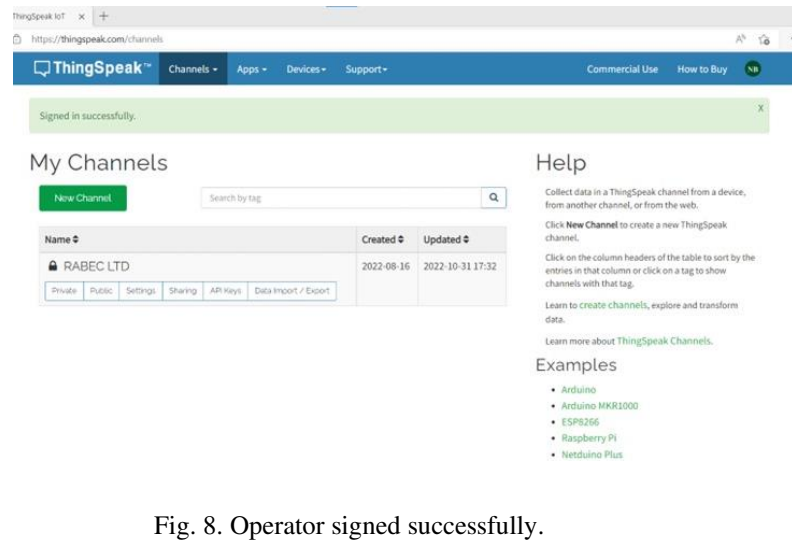 ThingSpeak IoT
https://thingspeak.com/channels
ThingSpeak™ Channels Apps Devices Support Commercial Use How to Buy NB
Signed in successfully. X
My Channels
New Channel Search by tag
Name Created Updated
RABEC LTD 2022-08-16 2022-10-31 17:32
Private Public Settings Sharing API Keys Data Import / Export
Help
Collect data in a ThingSpeak channel from a device,
from another channel, or from the web.
Click New Channel to create a new ThingSpeak
channel.
Click on the column headers of the table to sort by the
entries in that column or click on a tag to show
channels with that tag.
Learn to create channels, explore and transform
data.
Learn more about ThingSpeak Channels.
Examples
• Arduino
• Arduino MKR1000
• ESP8266
• Raspberry Pi
• Netduino Plus
Fig. 8. Operator signed successfully.